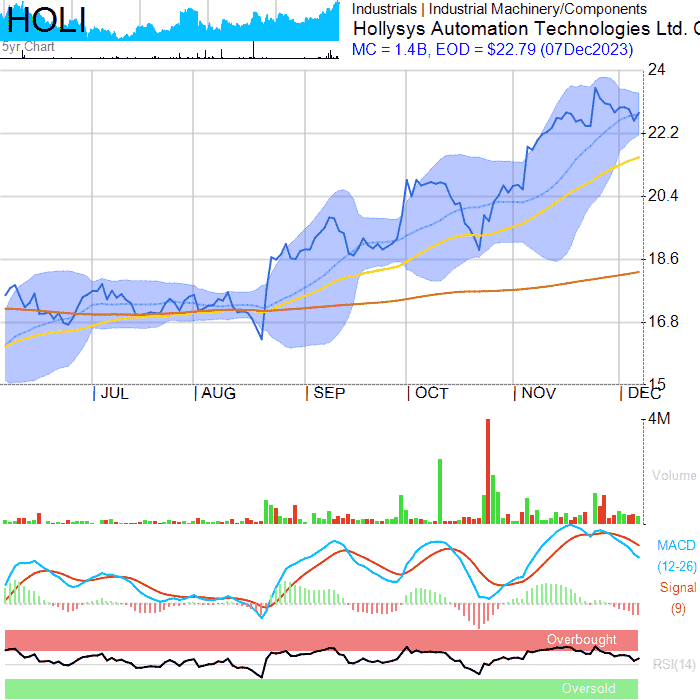 HOLI
5yr Chart
Industrials | Industrial Machinery/Components
Hollysys Automation Technologies Ltd. C
MC = 1.4B, EOD = $22.79 (07Dec2023)
24
22.2
20.4
18.6
16.8
15
JUL AUG SEP OCT NOV DEC
4M
Volume
MACD
(12-26)
Signal
(9)
Overbought
RSI(14)
Oversold